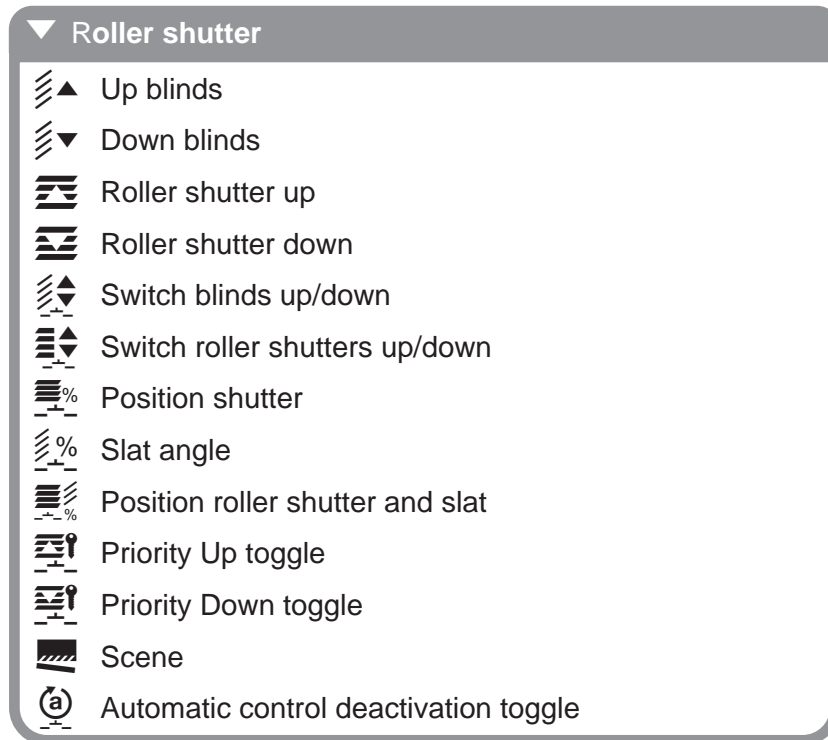 Roller shutter
Up blinds
Down blinds
Roller shutter up
Roller shutter down
Switch blinds up/down
Switch roller shutters up/down
% Position shutter
% Slat angle
% Position roller shutter and slat
Priority Up toggle
Priority Down toggle
Scene
a Automatic control deactivation toggle